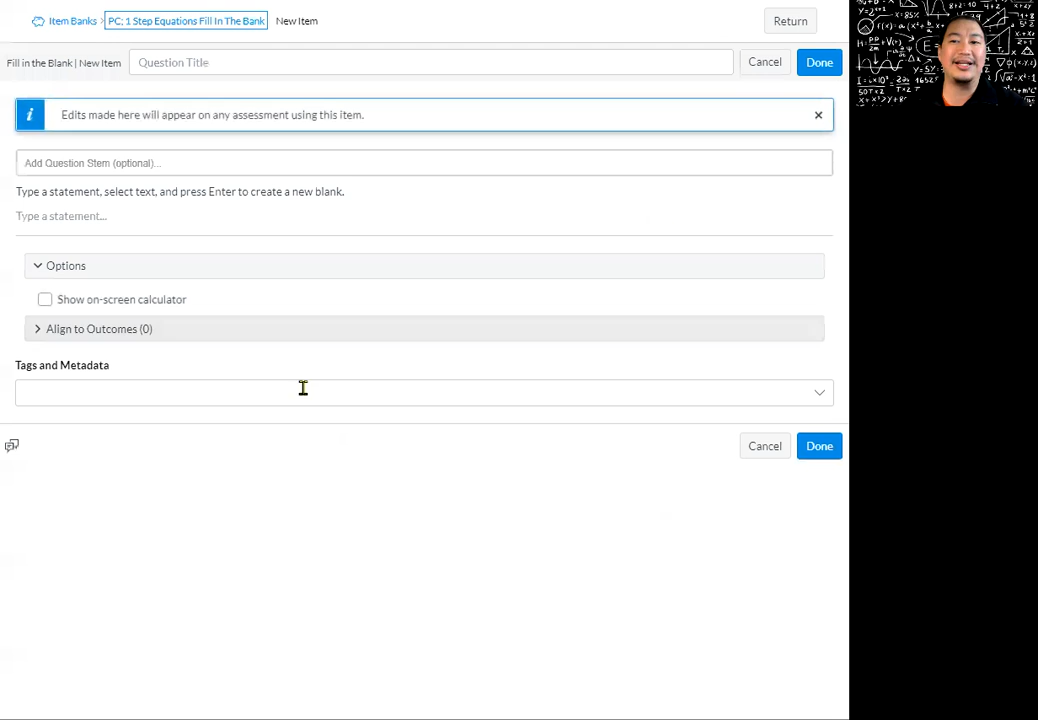 Item Banks
PC; 1 Step Equations Fill In The Bank
New Item
Return
Fill in the Blank | New Item
Question Title
Cancel
Done
i
Edits made here will appear on any assessment using this item.
Add Question Stem (optional)...
Type a statement, select text, and press Enter to create a new blank.
Type a statement...
Options
Show on-screen calculator
Align to Outcomes (0)
Tags and Metadata
Cancel
Done